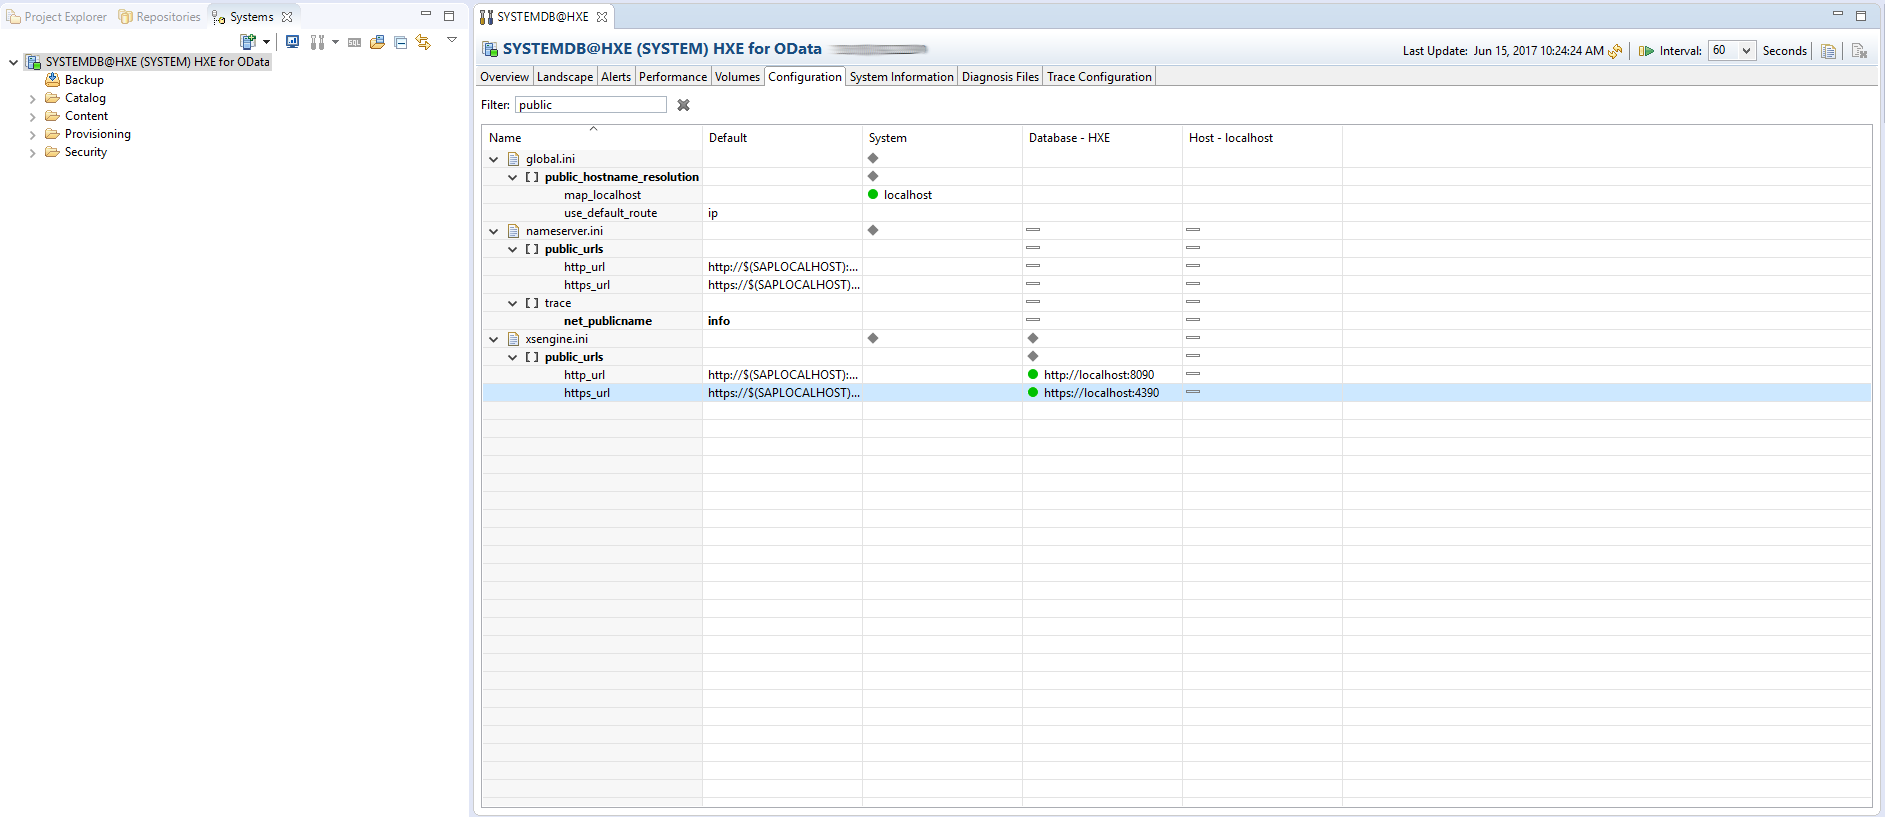 Project Explorer Repositories Systems
SYSTEMDB@HXE (SYSTEM) HXE for OData
Backup
Catalog
Content
Provisioning
Security
SYSTEMDB@HXE
SYSTEMDB@HXE (SYSTEM) HXE for OData
Last Update: Jun 15, 2017 10:24:24 AM Interval: 60 Seconds
Overview Landscape Alerts Performance Volumes Configuration System Information Diagnosis Files Trace Configuration
Filter: public
Name Default System Database - HXE Host - localhost
global.ini
[ ] public_hostname_resolution
map_localhost localhost
use_default_route ip
nameserver.ini
[ ] public_urls
http_url http://$(SAPLOCALHOST):...
https_url https://$(SAPLOCALHOST)...
[ ] trace
net_publicname info
xsengine.ini
[ ] public_urls
http_url http://$(SAPLOCALHOST):... http://localhost:8090
https_url https://$(SAPLOCALHOST)... https://localhost:4390